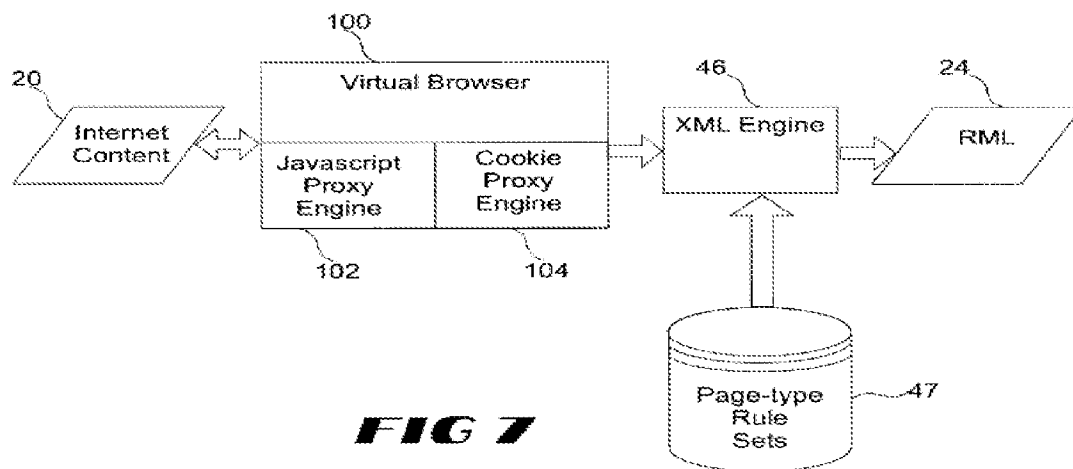 100
20
46
24
Virtual Browser
Internet
Content
XML Engine
RML
Javascript
Proxy
Engine
Cookie
Proxy
Engine
102
104
Page-type
Rule
Sets
47
FIG 7